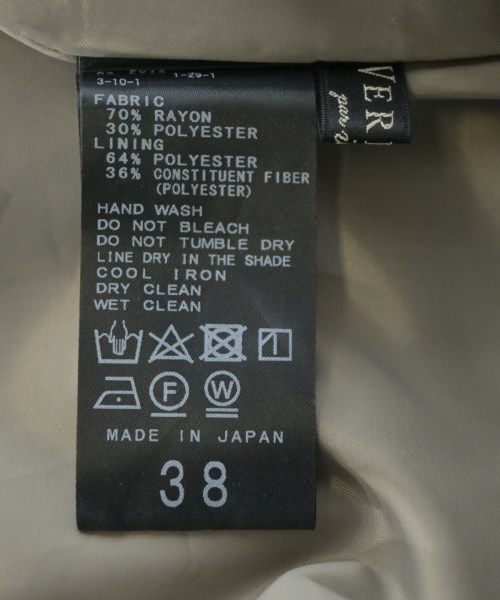 3-10-1 1-29-1
FABRIC
70% RAYON
30% POLYESTER
LINING
64% POLYESTER
36% CONSTITUENT FIBER
(POLYESTER)
HAND WASH
DO NOT BLEACH
DO NOT TUMBLE DRY
LINE DRY IN THE SHADE
COOL IRON
DRY CLEAN
WET CLEAN
F W
MADE IN JAPAN
38
VER
par